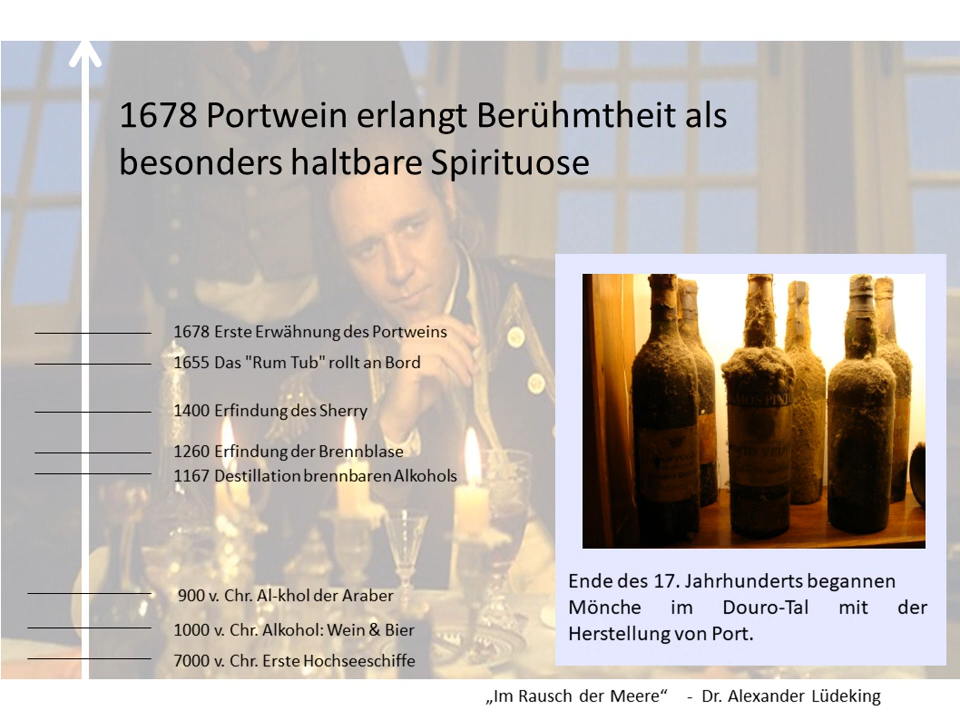 1678 Portwein erlangt Berühmtheit als
besonders haltbare Spirituose
1678 Erste Erwähnung des Portweins
1655 Das "Rum Tub" rollt an Bord
1400 Erfindung des Sherry
1260 Erfindung der Brennblase
1167 Destillation brennbaren Alkohols
900 v. Chr. Al-khol der Araber
1000 v. Chr. Alkohol: Wein & Bier
7000 v. Chr. Erste Hochseeschiffe
Ende des 17. Jahrhunderts begannen
Mönche im Douro-Tal mit der
Herstellung von Port.
„Im Rausch der Meere“ - Dr. Alexander Lüdeking